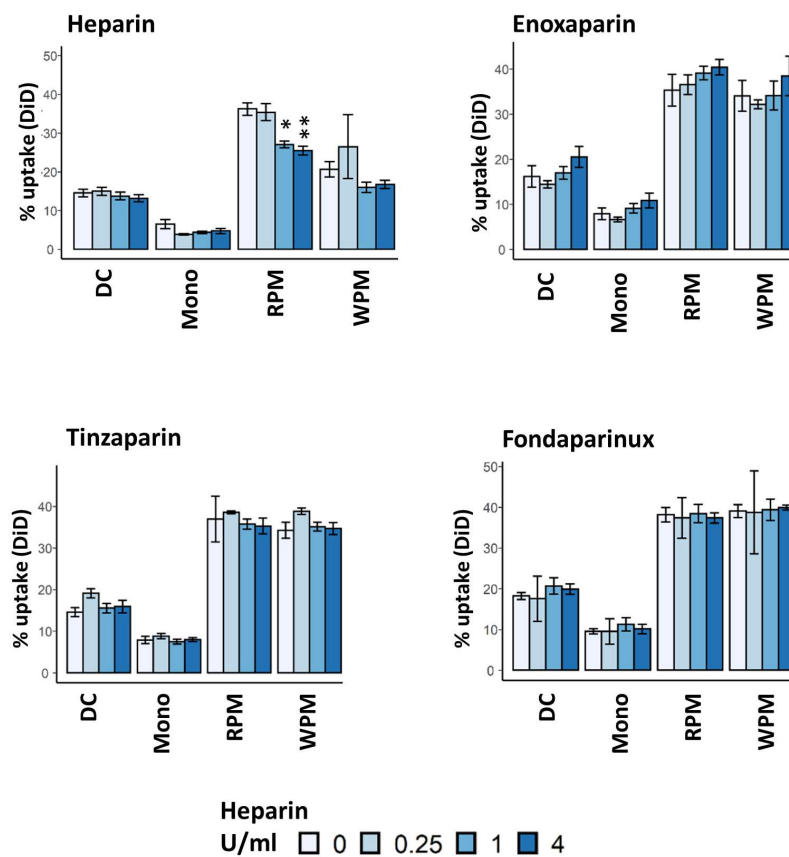 Heparin
% uptake (DiD)
50
40
30
20
10
0
*
**
DC
Mono
RPM
WPM
Enoxaparin
% uptake (DiD)
40
30
20
10
0
DC
Mono
RPM
WPM
Tinzaparin
% uptake (DiD)
40
30
20
10
0
DC
Mono
RPM
WPM
Fondaparinux
% uptake (DiD)
50
40
30
20
10
0
DC
Mono
RPM
WPM
Heparin
U/ml 0 0.25 1 4